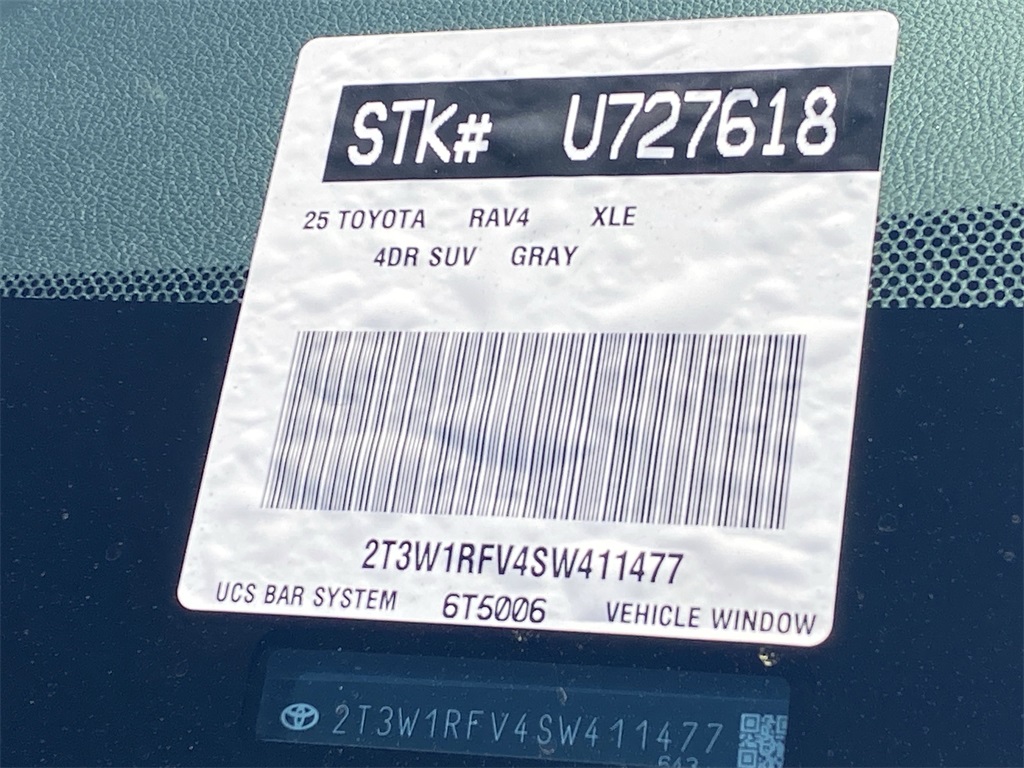 STK# U727618
25 TOYOTA RAV4 XLE
4DR SUV GRAY
2T3W1RFV4SW411477
UCS BAR SYSTEM 6T5006 VEHICLE WINDOW
2T3W1RFV4SW411477